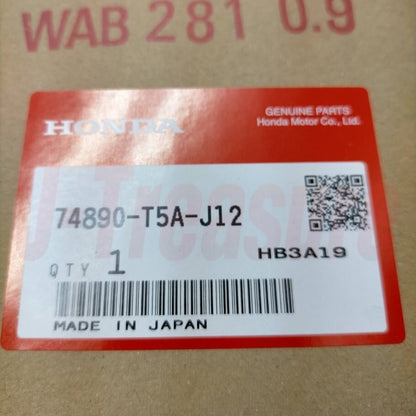 WAB 281 0.9
HONDA
GENUINE PARTS
Honda Motor Co., Ltd.
74890-T5A-J12
QTY 1
HB3A19
MADE IN JAPAN